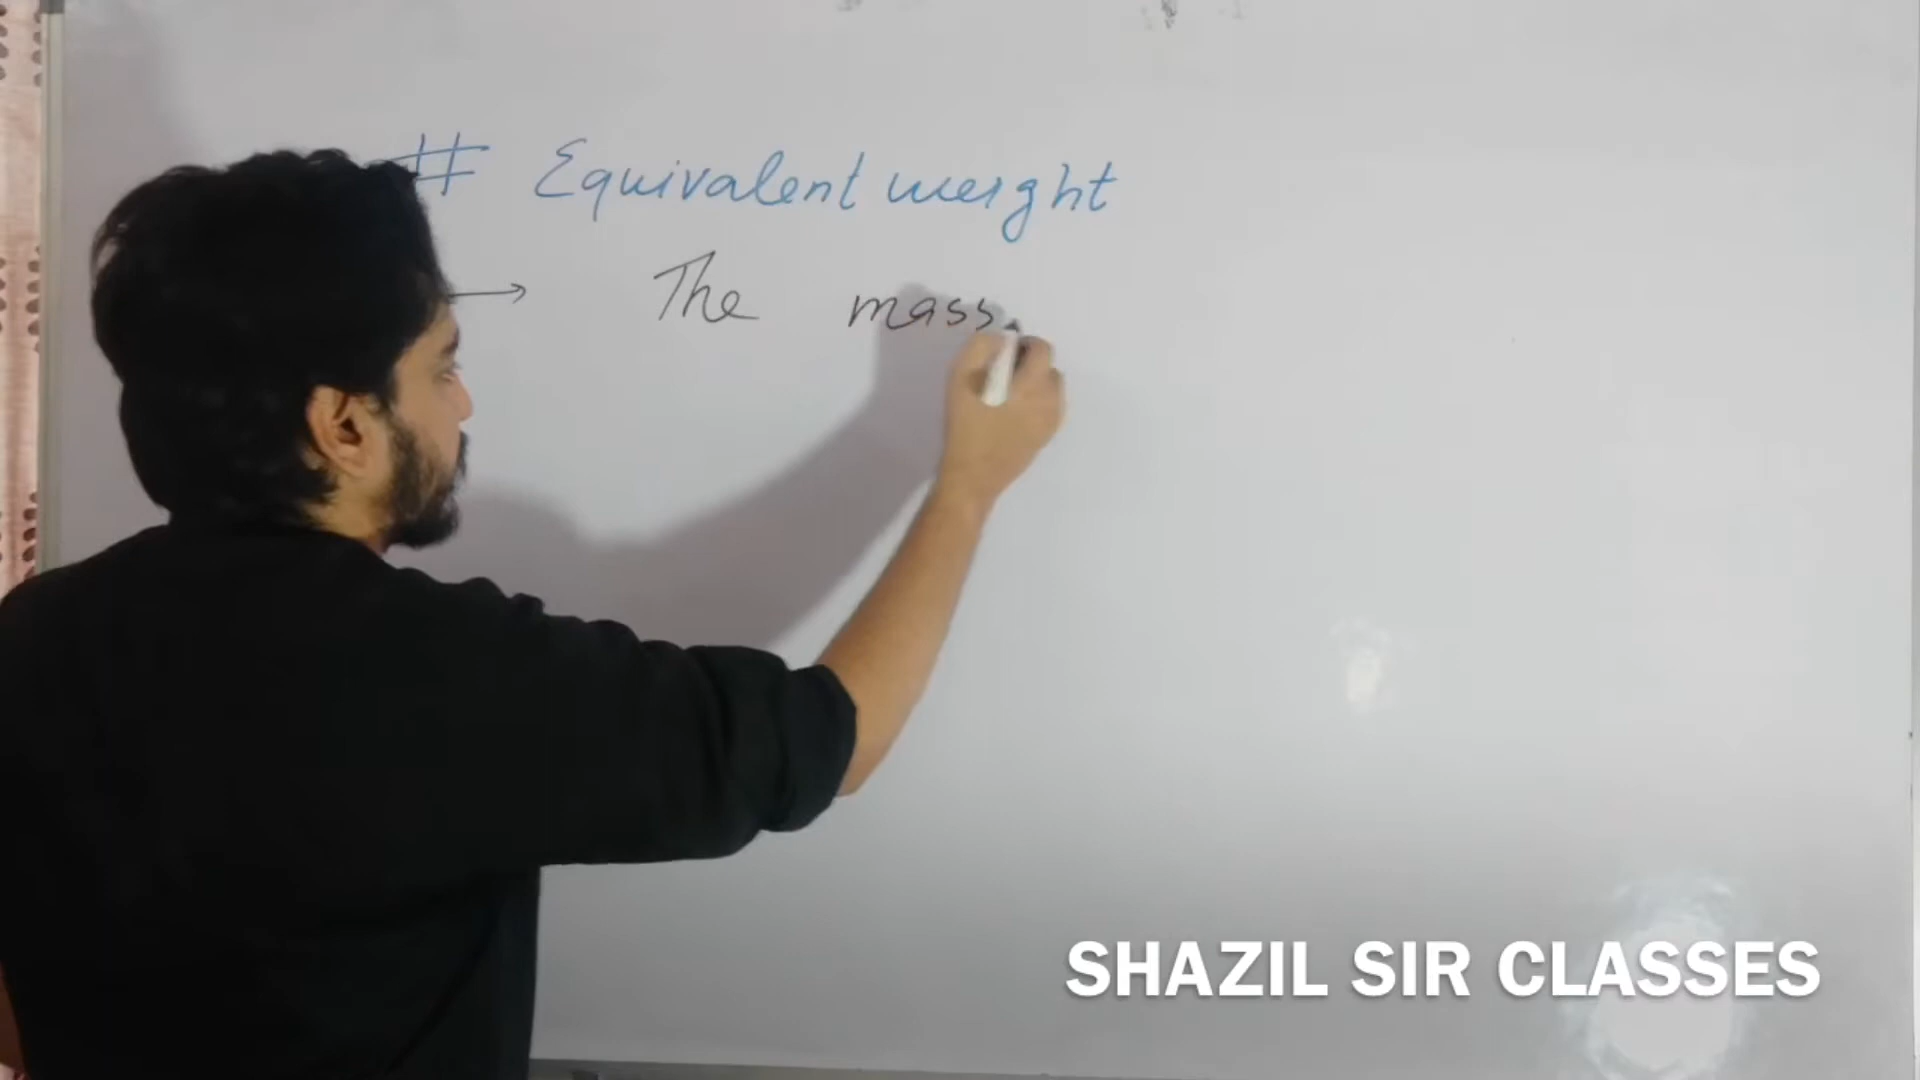 # Equivalent weight
→ The mass
SHAZIL SIR CLASSES